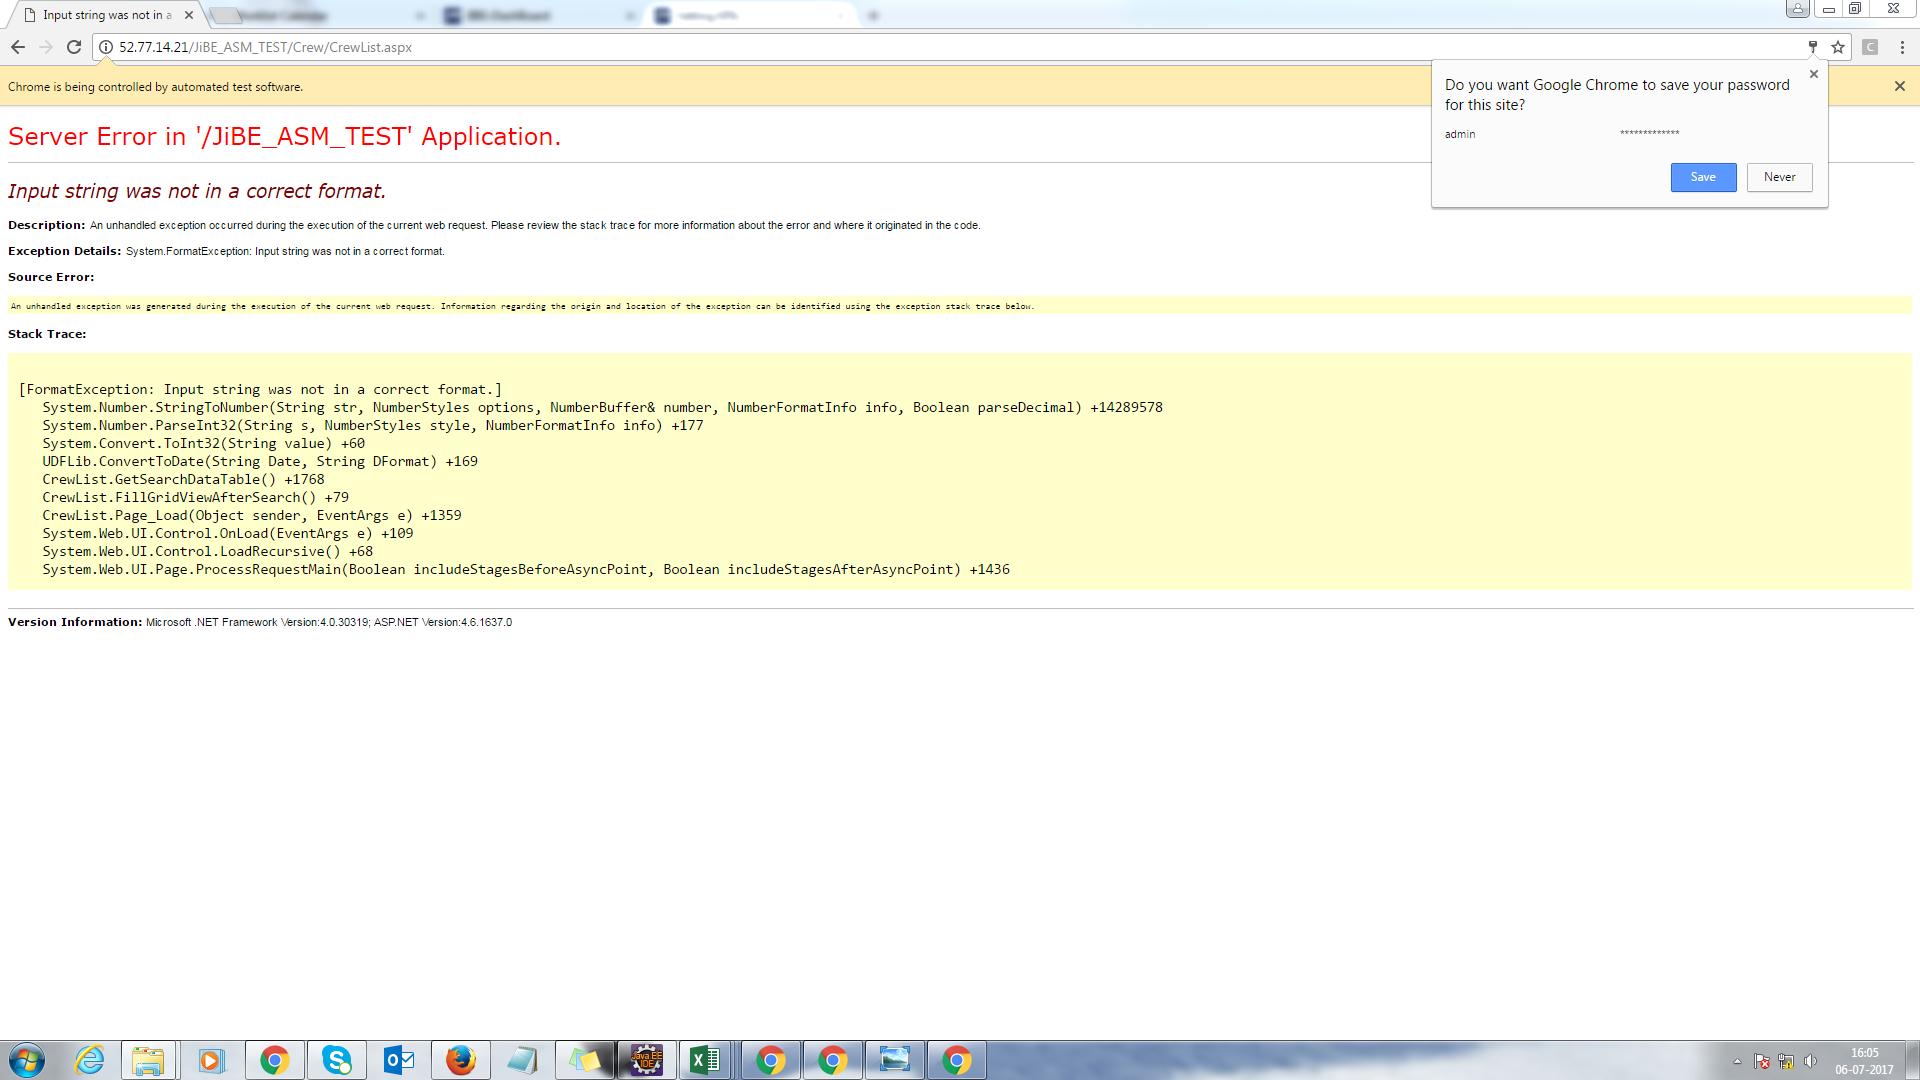 Input string was not in a
52.77.14.21/JiBE_ASM_TEST/Crew/CrewList.aspx
Chrome is being controlled by automated test software.
Do you want Google Chrome to save your password
for this site?
admin *************
Save Never
Server Error in '/JiBE_ASM_TEST' Application.
Input string was not in a correct format.
Description: An unhandled exception occurred during the execution of the current web request. Please review the stack trace for more information about the error and where it originated in the code.
Exception Details: System.FormatException: Input string was not in a correct format.
Source Error:
An unhandled exception was generated during the execution of the current web request. Information regarding the origin and location of the exception can be identified using the exception stack trace below.
Stack Trace:
[FormatException: Input string was not in a correct format.]
System.Number.StringToNumber(String str, NumberStyles options, NumberBuffer& number, NumberFormatInfo info, Boolean parseDecimal) +14289578
System.Number.ParseInt32(String s, NumberStyles style, NumberFormatInfo info) +177
System.Convert.ToInt32(String value) +60
UDFLib.ConvertToDate(String Date, String DFormat) +169
CrewList.GetSearchDataTable() +1768
CrewList.FillGridViewAfterSearch() +79
CrewList.Page_Load(Object sender, EventArgs e) +1359
System.Web.UI.Control.OnLoad(EventArgs e) +109
System.Web.UI.Control.LoadRecursive() +68
System.Web.UI.Page.ProcessRequestMain(Boolean includeStagesBeforeAsyncPoint, Boolean includeStagesAfterAsyncPoint) +1436
Version Information: Microsoft .NET Framework Version:4.0.30319; ASP.NET Version:4.6.1637.0
Java EE
IDE
16:05
06-07-2017